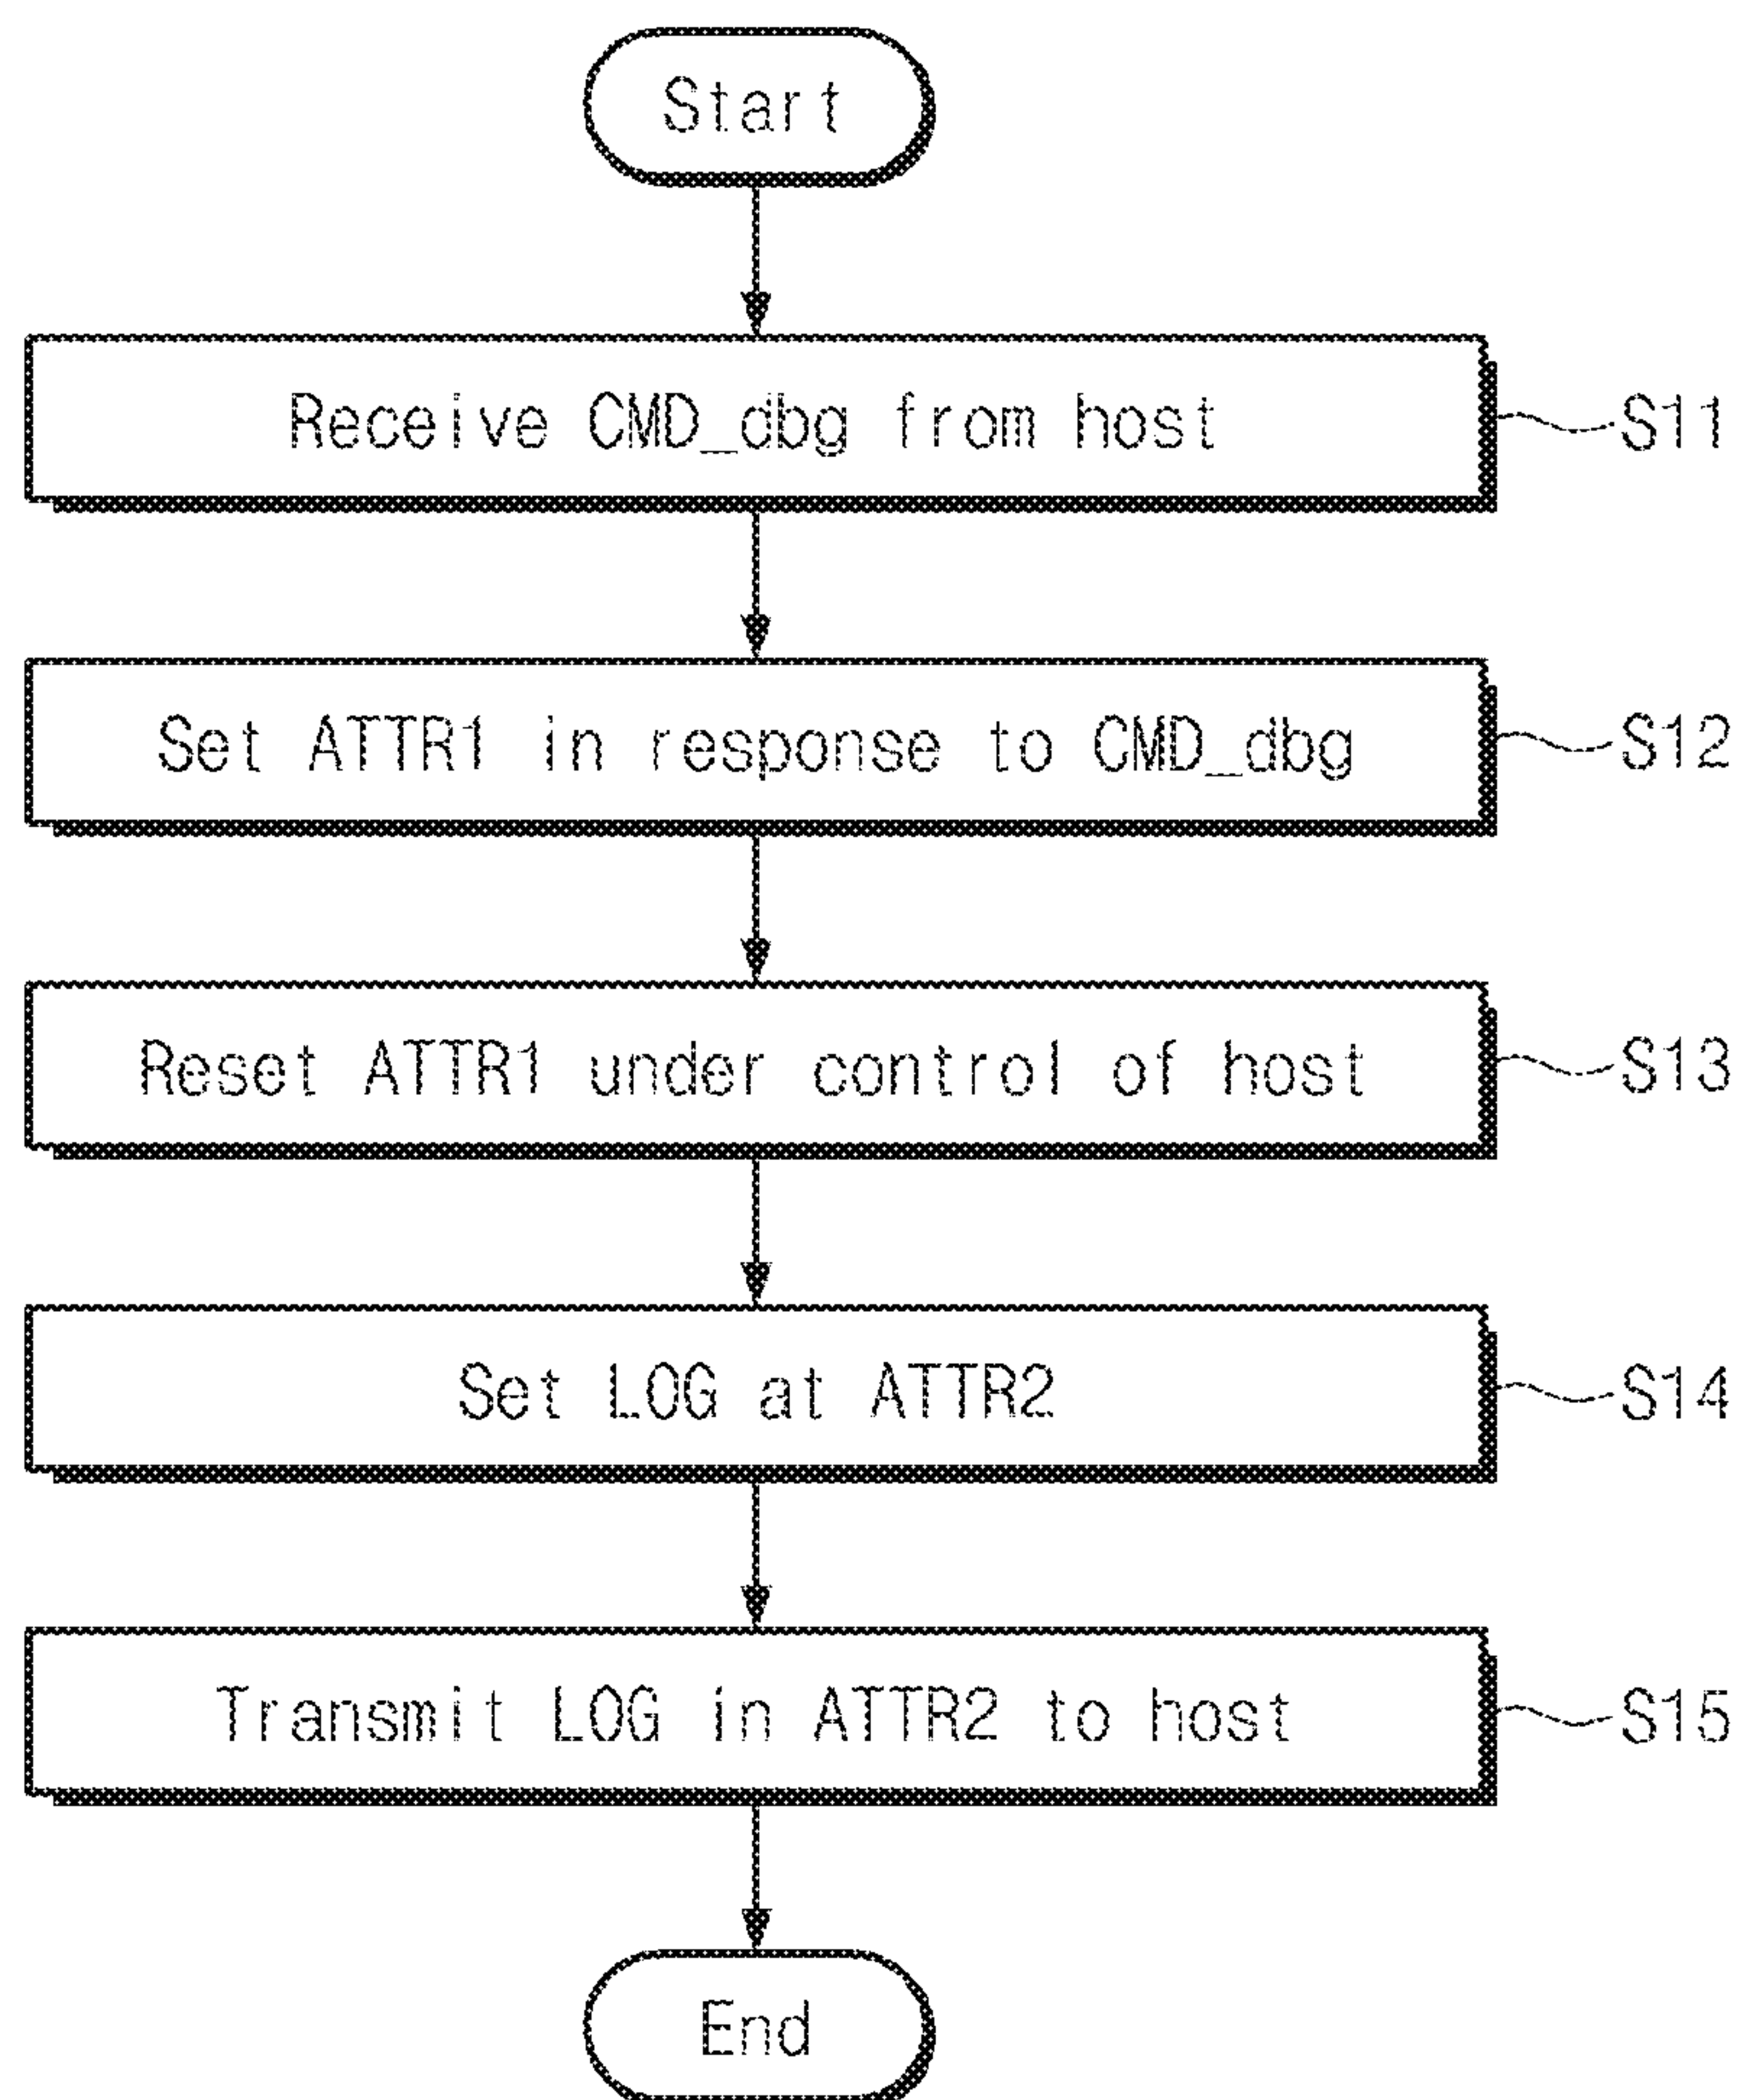 Start
Receive CMD_dbg from host
S11
Set ATTR1 in response to CMD_dbg
S12
Reset ATTR1 under control of host
S13
Set LOG at ATTR2
S14
Transmit LOG in ATTR2 to host
S15
End